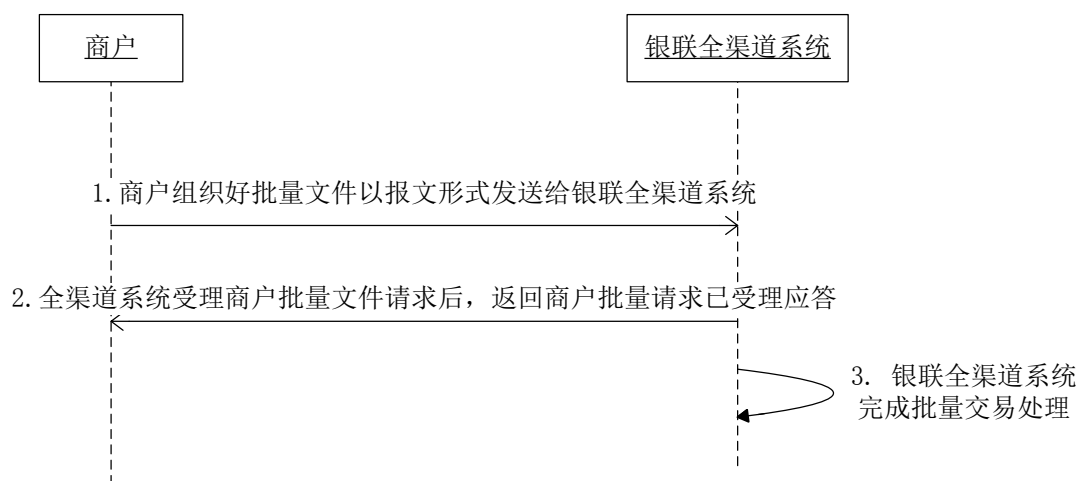 商户
银联全渠道系统
1.商户组织好批量文件以报文形式发送给银联全渠道系统
2.全渠道系统受理商户批量文件请求后，返回商户批量请求已受理应答
3. 银联全渠道系统
完成批量交易处理